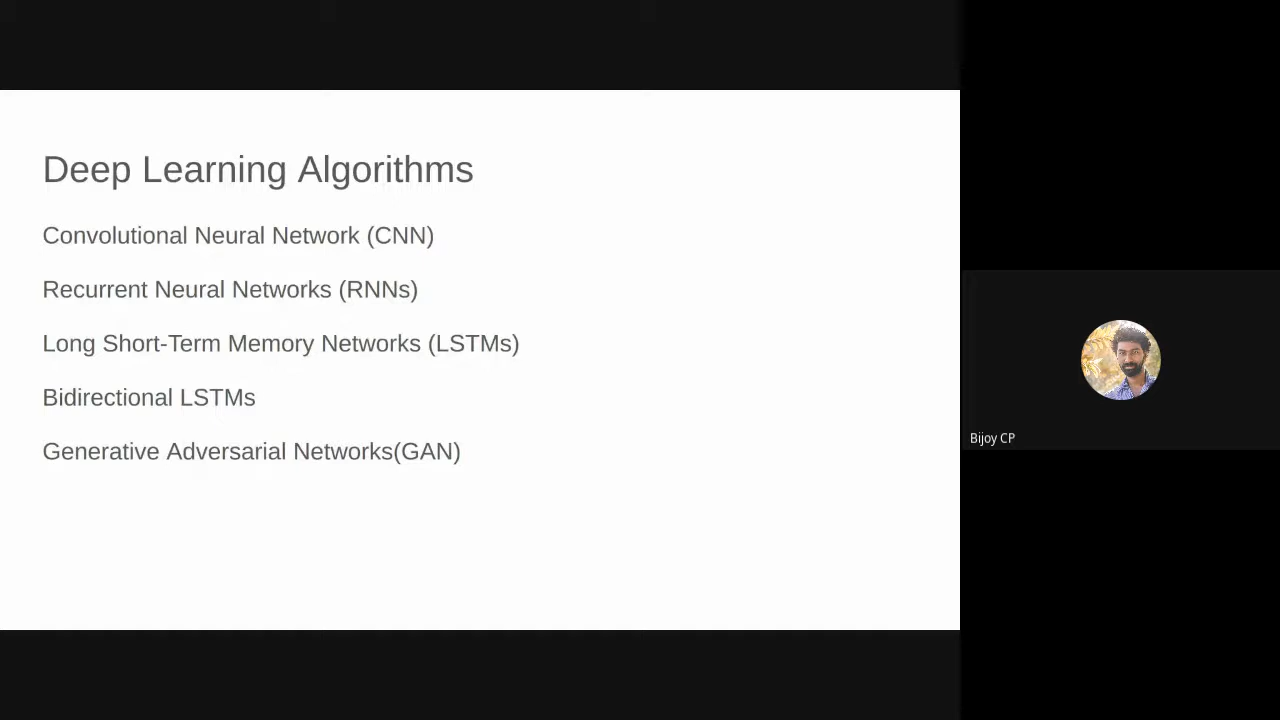 Deep Learning Algorithms
Convolutional Neural Network (CNN)
Recurrent Neural Networks (RNNs)
Long Short-Term Memory Networks (LSTMs)
Bidirectional LSTMs
Generative Adversarial Networks(GAN)
Bijoy CP